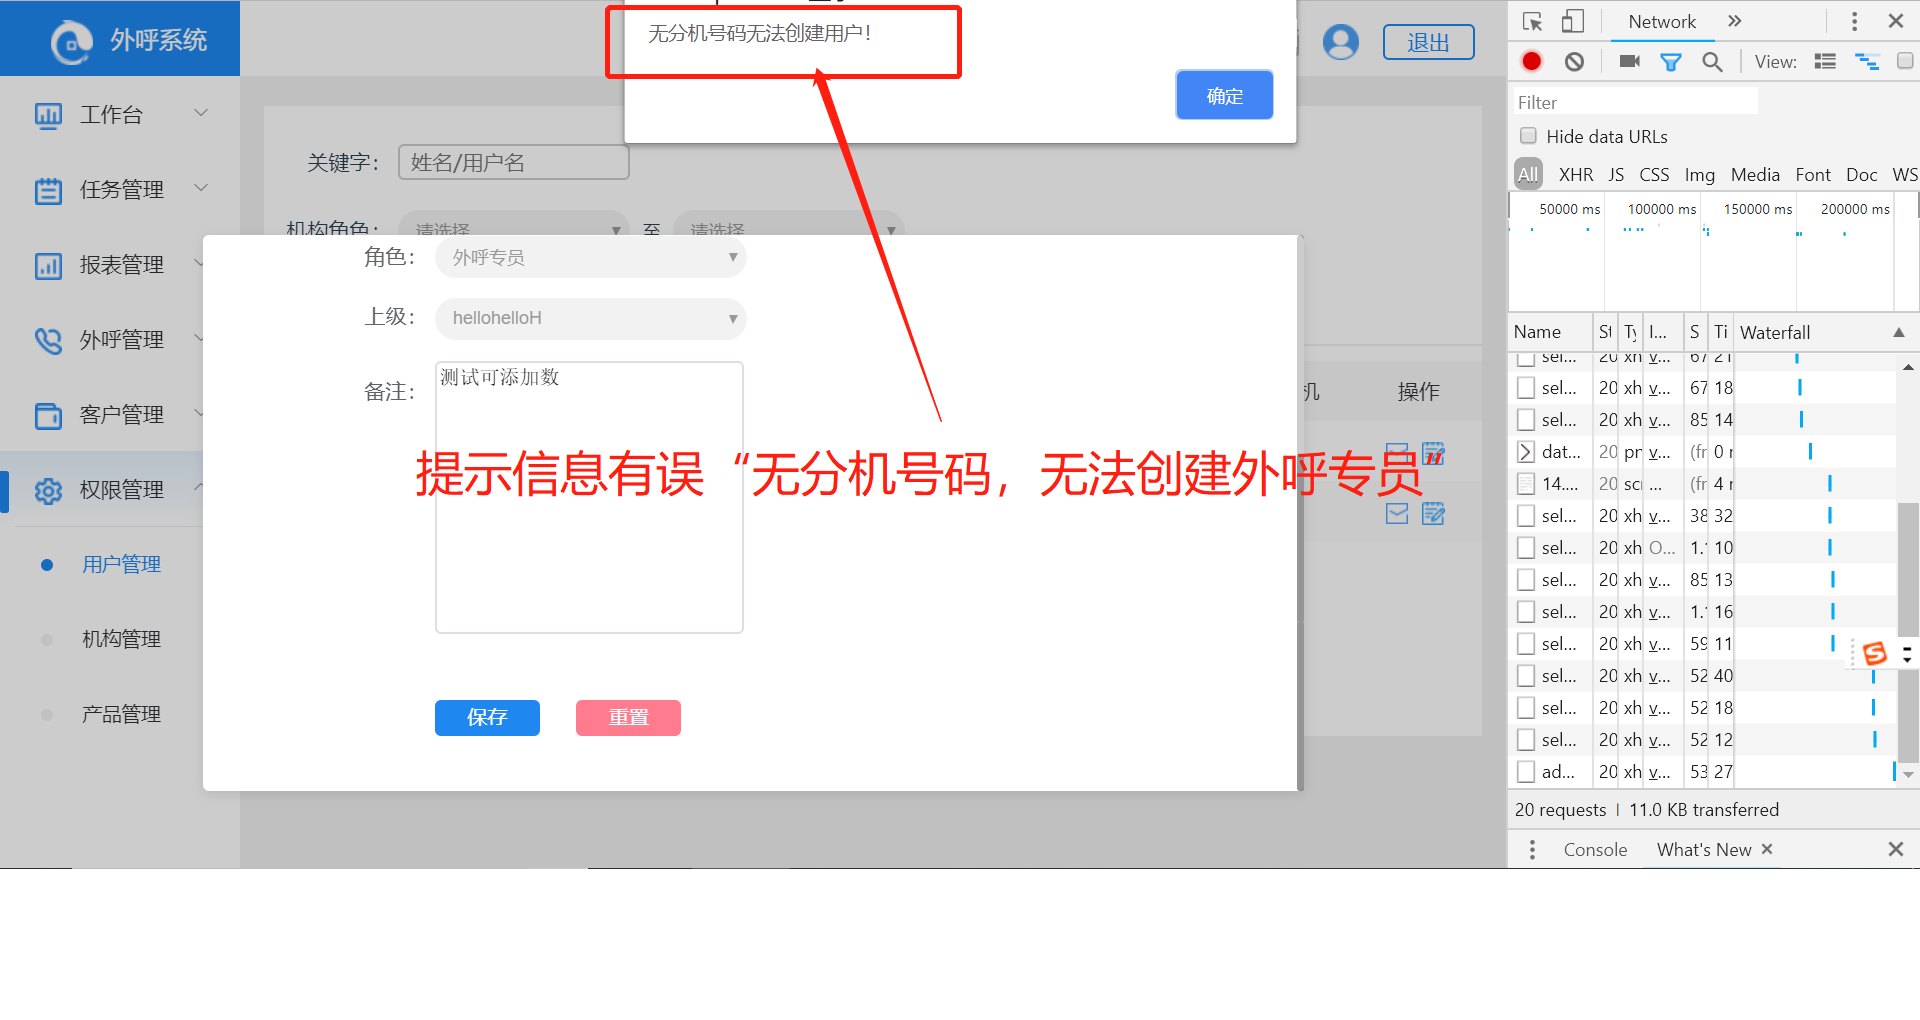 外呼系统
无分机号码无法创建用户！
退出
确定
工作台
任务管理
报表管理
外呼管理
客户管理
权限管理
用户管理
机构管理
产品管理
关键字：
姓名/用户名
机构角色：
请选择
至
请选择
角色：
外呼专员
上级：
hellohelloH
备注：
测试可添加数
机
操作
提示信息有误“无分机号码，无法创建外呼专员”
保存
重置
Network
View:
Filter
Hide data URLs
All XHR JS CSS Img Media Font Doc WS
50000 ms 100000 ms 150000 ms 200000 ms
Name St Ty I... S Ti Waterfall
sel... 20 xh v... 67 21
sel... 20 xh v... 67 18
sel... 20 xh v... 85 14
dat... 20 pr v... (fr 0 r
14.... 20 sc ... (fr 4 r
sel... 20 xh v... 38 32
sel... 20 xh O... 1.1 10
sel... 20 xh v... 85 13
sel... 20 xh v... 1.1 16
sel... 20 xh v... 59 11
sel... 20 xh v... 52 40
sel... 20 xh v... 52 18
sel... 20 xh v... 52 12
ad... 20 xh v... 53 27
20 requests | 11.0 KB transferred
Console What's New